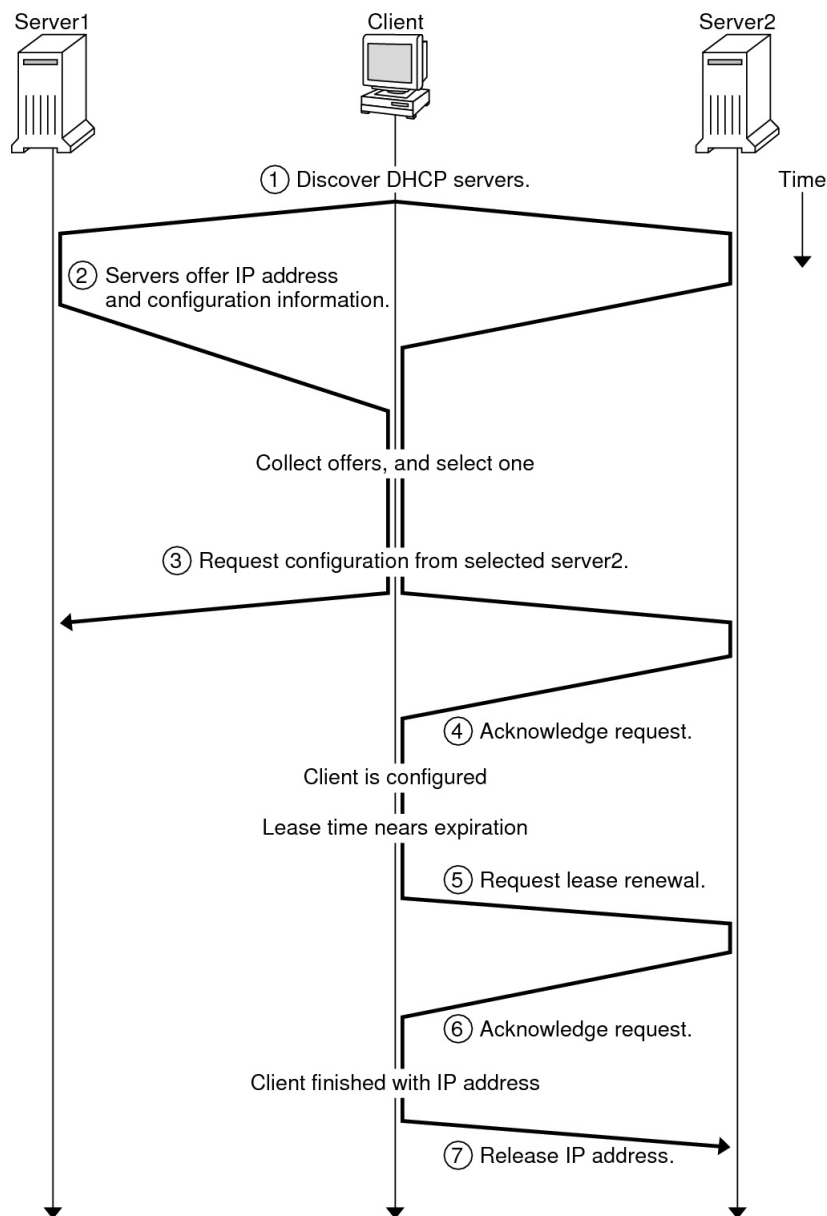 Server1
Client
Server2
① Discover DHCP servers.
Time
② Servers offer IP address
and configuration information.
Collect offers, and select one
③ Request configuration from selected server2.
④ Acknowledge request.
Client is configured
Lease time nears expiration
⑤ Request lease renewal.
⑥ Acknowledge request.
Client finished with IP address
⑦ Release IP address.